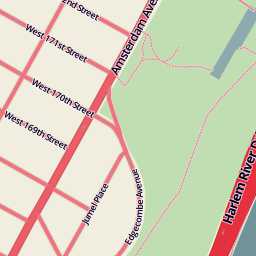 2nd Street
West 171st Street
Amsterdam Ave
West 170th Street
West 169th Street
Jumel Place
Edgecombe Avenue
Harlem River D